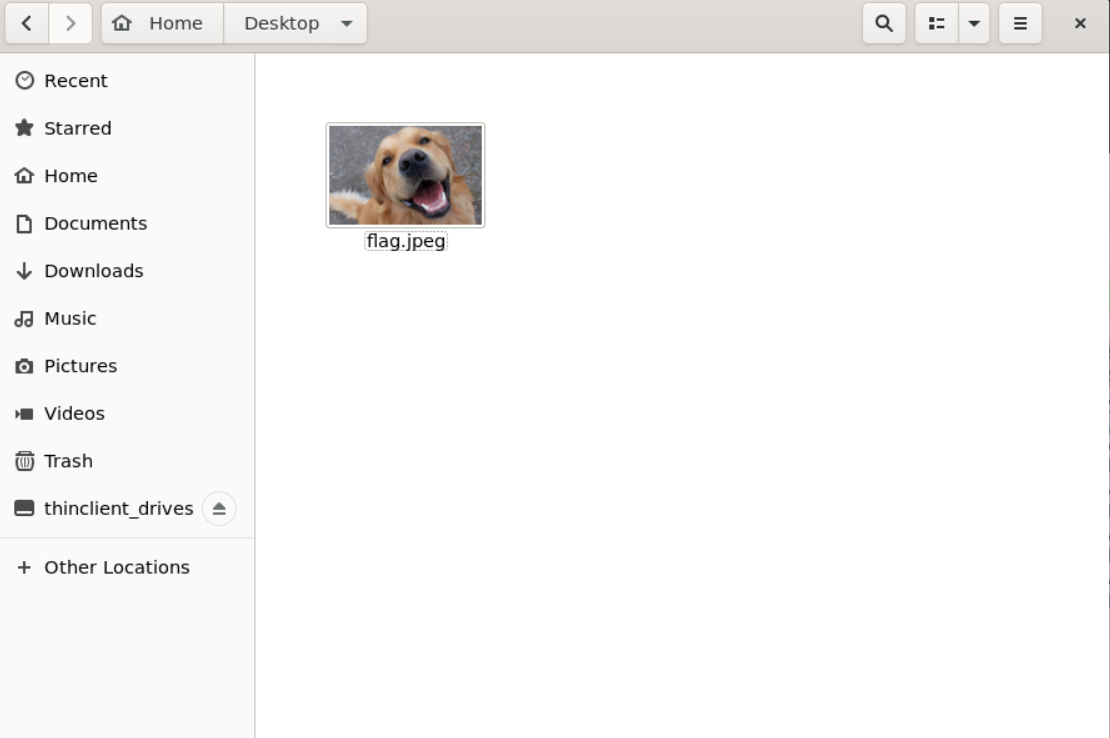 Home Desktop
Recent
Starred
Home
Documents
Downloads
Music
Pictures
Videos
Trash
thinclient_drives
Other Locations
flag.jpeg